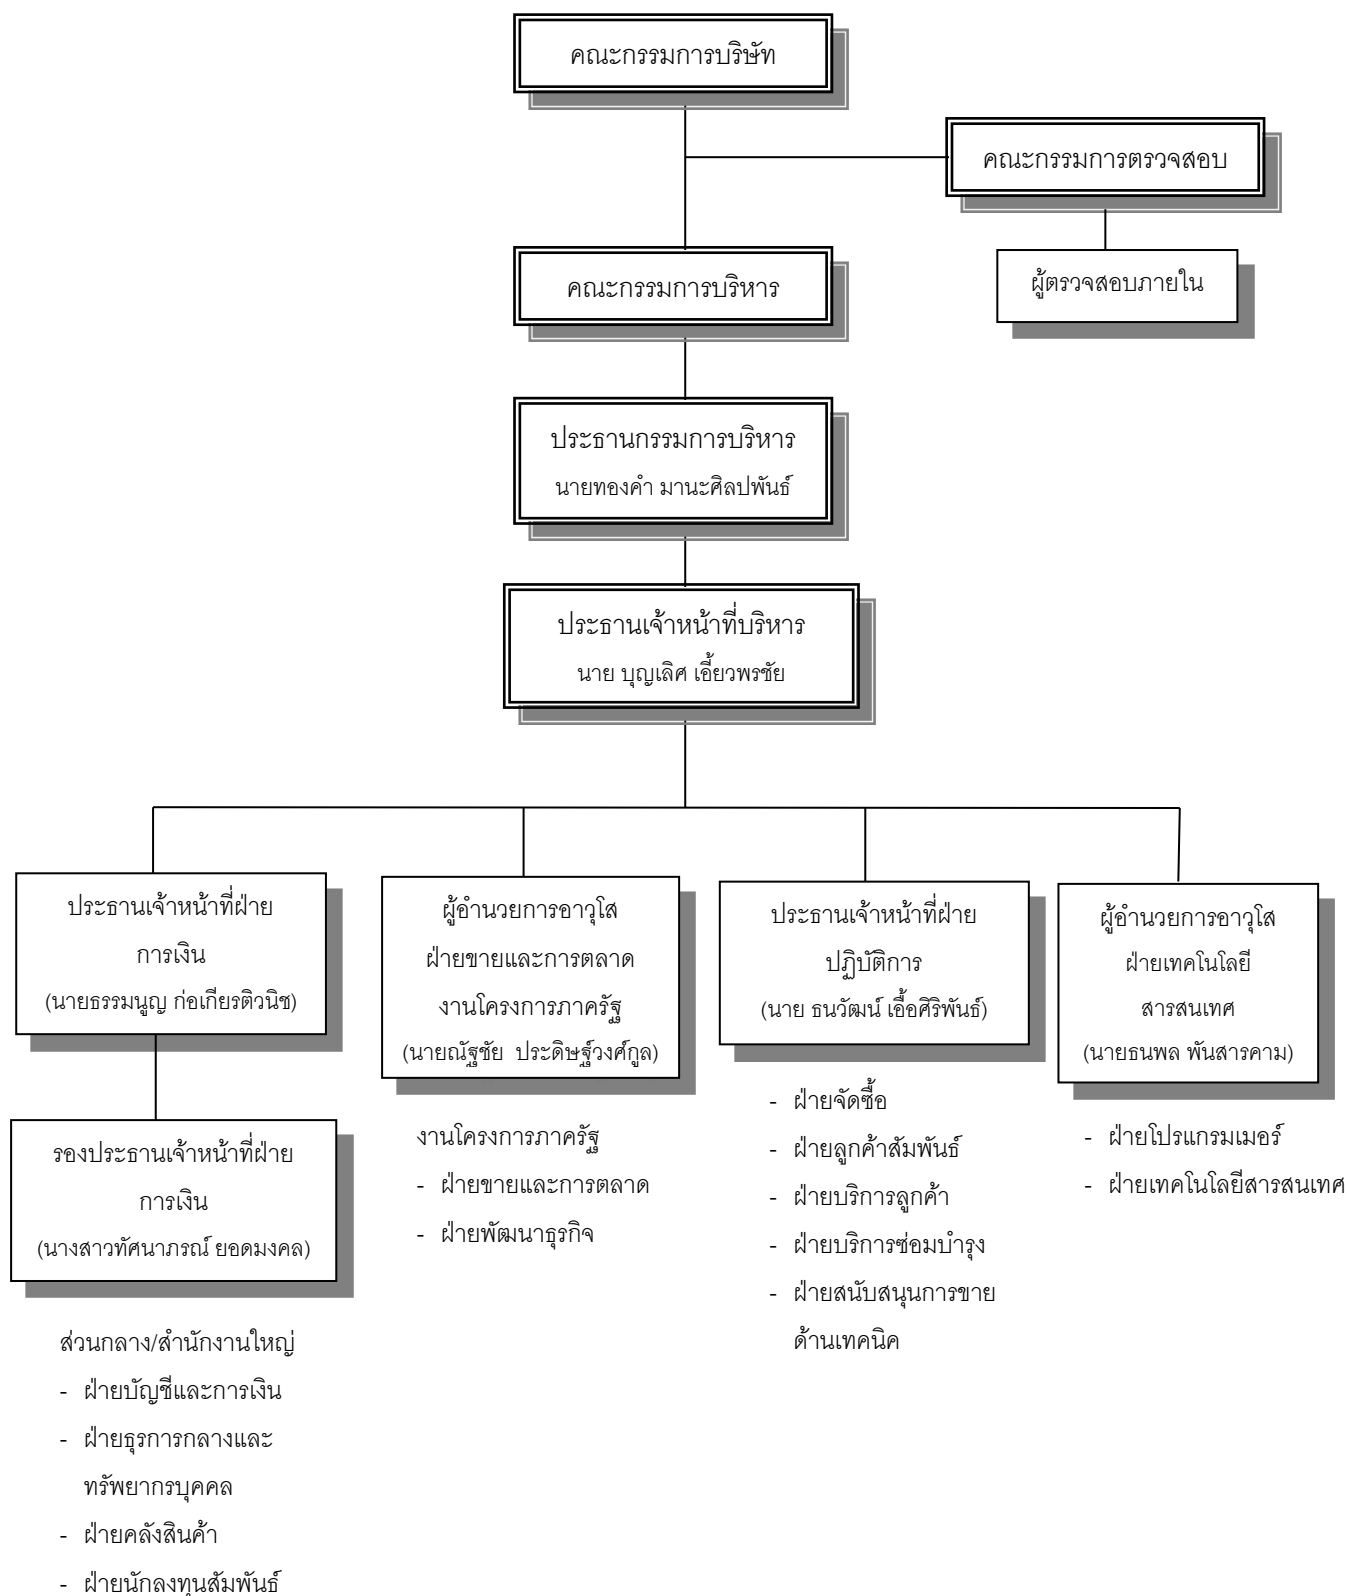 คณะกรรมการบริษัท
คณะกรรมการตรวจสอบ
ผู้ตรวจสอบภายใน
คณะกรรมการบริหาร
ประธานกรรมการบริหาร
นายทองคำ มานะศิลปพันธ์
ประธานเจ้าหน้าที่บริหาร
นาย บุญเลิศ เอี้ยวพรชัย
ประธานเจ้าหน้าที่ฝ่าย
การเงิน
(นายธรรมนูญ ก่อเกียรติวนิช)
รองประธานเจ้าหน้าที่ฝ่าย
การเงิน
(นางสาวทัศนาภรณ์ ยอดมงคล)
ส่วนกลาง/สำนักงานใหญ่
- ฝ่ายบัญชีและการเงิน
- ฝ่ายธุรการกลางและ
ทรัพยากรบุคคล
- ฝ่ายคลังสินค้า
- ฝ่ายนักลงทุนสัมพันธ์
ผู้อำนวยการอาวุโส
ฝ่ายขายและการตลาด
งานโครงการภาครัฐ
(นายณัฐชัย ประดิษฐ์วงศ์กูล)
งานโครงการภาครัฐ
- ฝ่ายขายและการตลาด
- ฝ่ายพัฒนาธุรกิจ
ประธานเจ้าหน้าที่ฝ่าย
ปฏิบัติการ
(นาย ธนวัฒน์ เอื้อศิริพันธ์)
- ฝ่ายจัดซื้อ
- ฝ่ายลูกค้าสัมพันธ์
- ฝ่ายบริการลูกค้า
- ฝ่ายบริการซ่อมบำรุง
- ฝ่ายสนับสนุนการขาย
ด้านเทคนิค
ผู้อำนวยการอาวุโส
ฝ่ายเทคโนโลยี
สารสนเทศ
(นายธนพล พันสารคาม)
- ฝ่ายโปรแกรมเมอร์
- ฝ่ายเทคโนโลยีสารสนเทศ